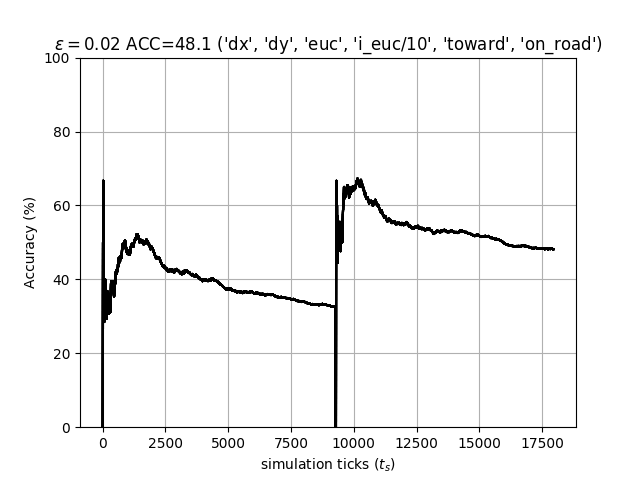 ε = 0.02 ACC=48.1 ('dx', 'dy', 'euc', 'i_euc/10', 'toward', 'on_road')
100
80
60
40
20
0
Accuracy (%)
0 2500 5000 7500 10000 12500 15000 17500
simulation ticks (tₛ)